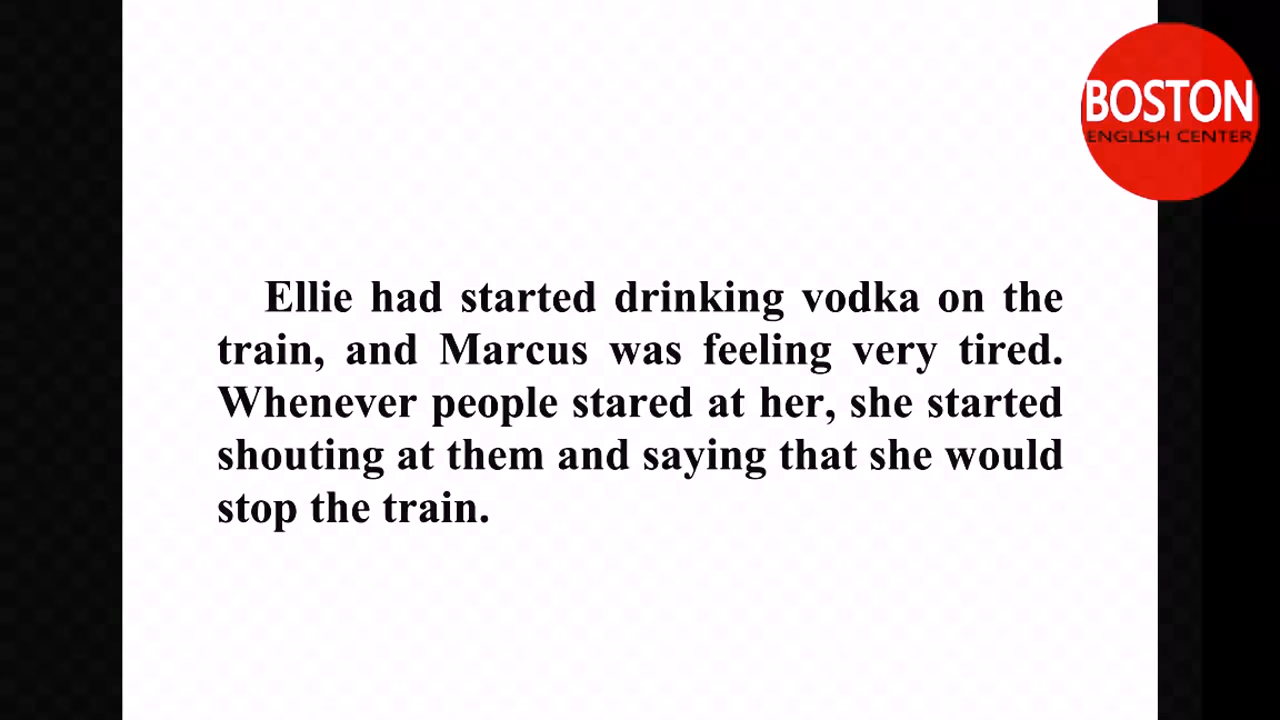 BOSTON
ENGLISH CENTER
Ellie had started drinking vodka on the
train, and Marcus was feeling very tired.
Whenever people stared at her, she started
shouting at them and saying that she would
stop the train.